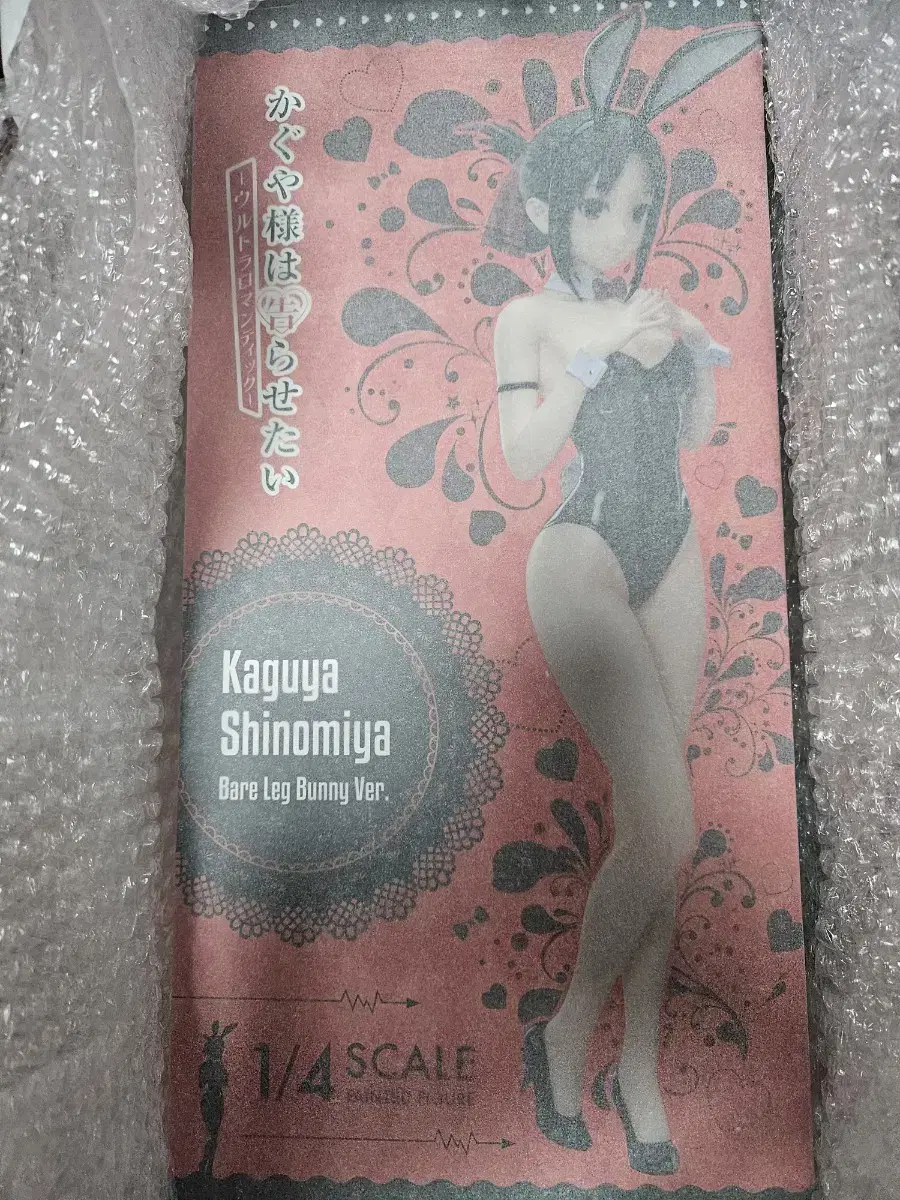 かぐや様は告らせたい
-ウルトラロマンティック-
Kaguya
Shinomiya
Bare Leg Bunny Ver.
1/4 SCALE
PAINTED FIGURE